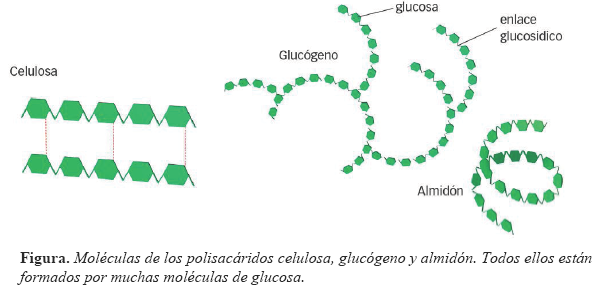 glucosa
enlace
glucosídico
Glucógeno
Celulosa
Almidón
Figura. Moléculas de los polisacáridos celulosa, glucógeno y almidón. Todos ellos están
formados por muchas moléculas de glucosa.